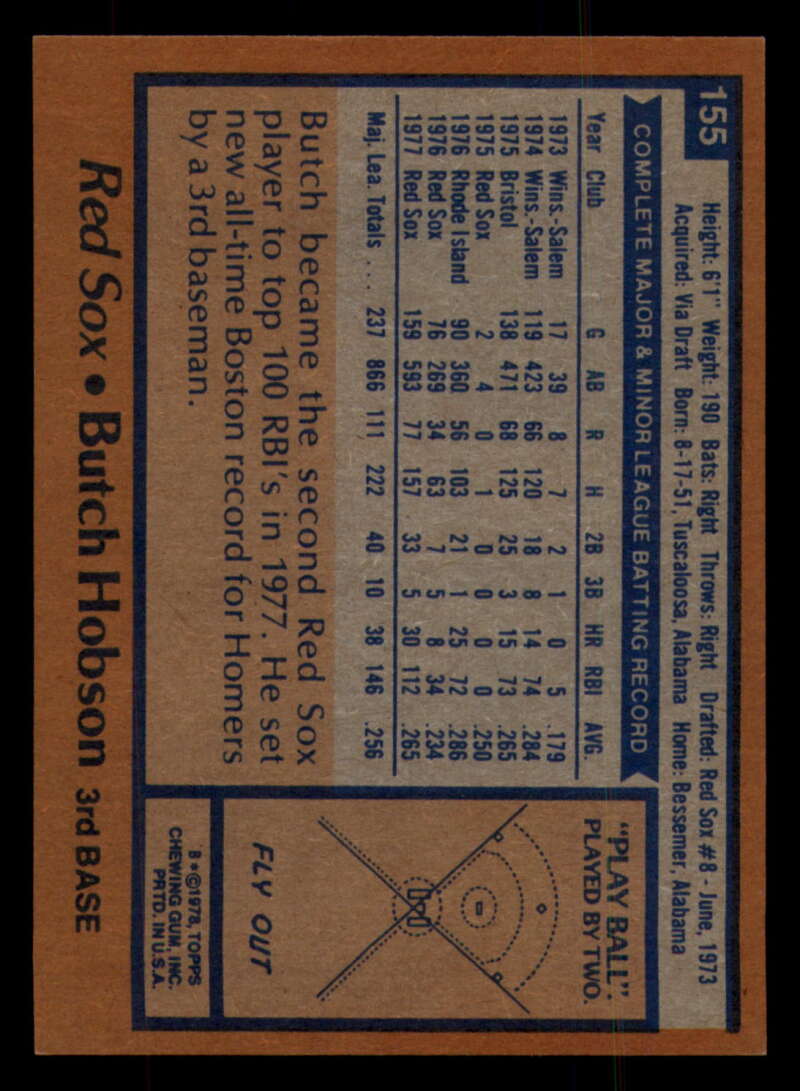 155
Height: 6'1" Weight: 190 Bats: Right Throws: Right Drafted: Red Sox #8 - June, 1973
Acquired: Via Draft Born: 8-17-51, Tuscaloosa, Alabama Home: Bessemer, Alabama
COMPLETE MAJOR & MINOR LEAGUE BATTING RECORD
Year Club G AB R H 2B 3B HR RBI AVG.
1973 Wins.-Salem 17 39 8 7 2 1 0 5 .179
1974 Wins.-Salem 119 423 66 120 18 8 14 74 .284
1975 Bristol 138 471 68 125 25 3 15 73 .265
1975 Red Sox 2 4 0 1 0 0 0 0 .250
1976 Rhode Island 90 360 56 103 21 1 25 72 .286
1976 Red Sox 76 269 34 63 7 5 8 34 .234
1977 Red Sox 159 593 77 157 33 5 30 112 .265
Maj. Lea. Totals ... 237 866 111 222 40 10 38 146 .256
Butch became the second Red Sox
player to top 100 RBI's in 1977. He set
new all-time Boston record for Homers
by a 3rd baseman.
"PLAY BALL".
PLAYED BY TWO.
FLY OUT
B*©1978, TOPPS
CHEWING GUM, INC.
PRTD. IN U.S.A.
Red Sox • Butch Hobson 3rd BASE